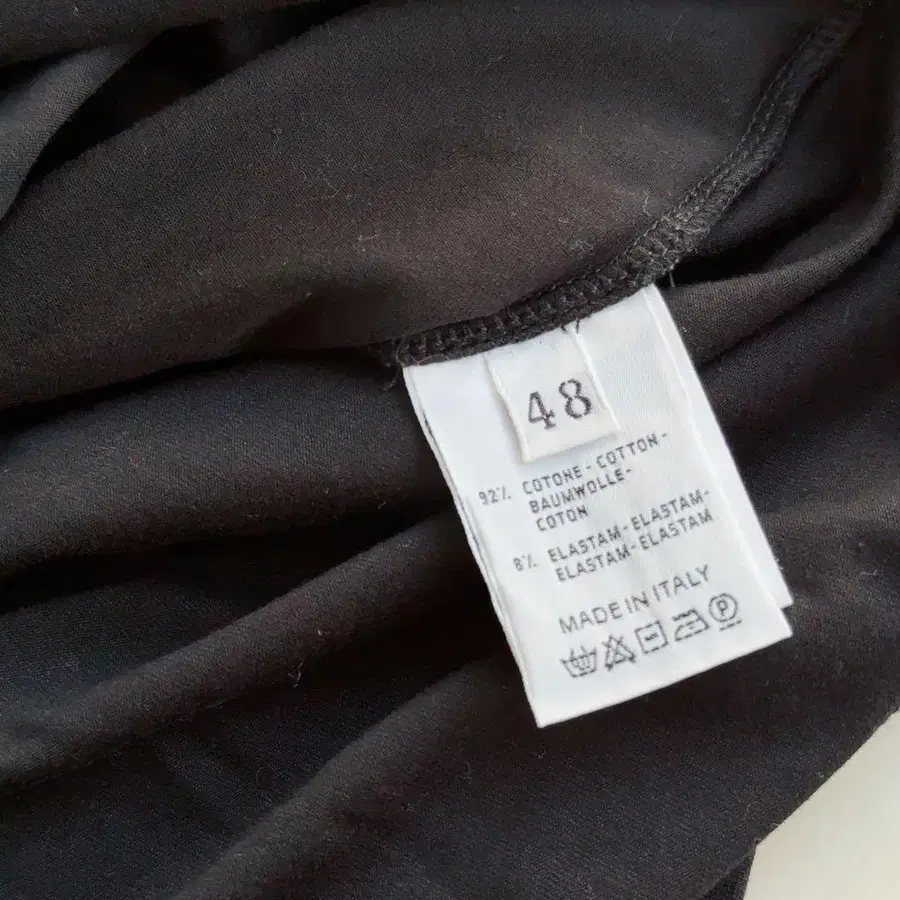 48
92% COTONE-COTTON-
BAUMWOLLE-
COTON
8% ELASTAM-ELASTAM-
ELASTAM-ELASTAM
MADE IN ITALY
P